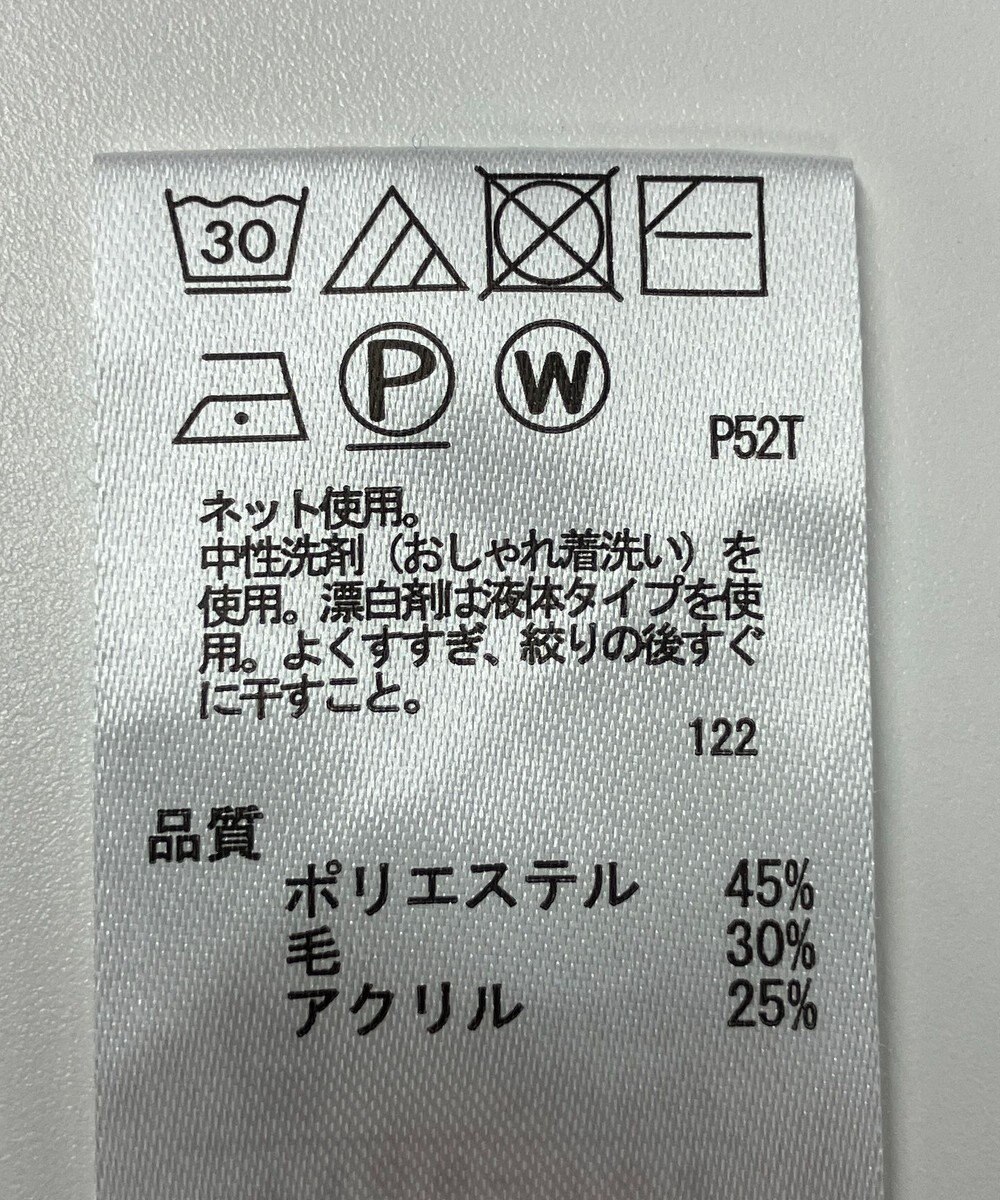 30
P W
P52T
ネット使用。
中性洗剤(おしゃれ着洗い)を
使用。漂白剤は液体タイプを使
用。よくすすぎ、絞りの後すぐ
に干すこと。
122
品質
ポリエステル 45%
毛 30%
アクリル 25%